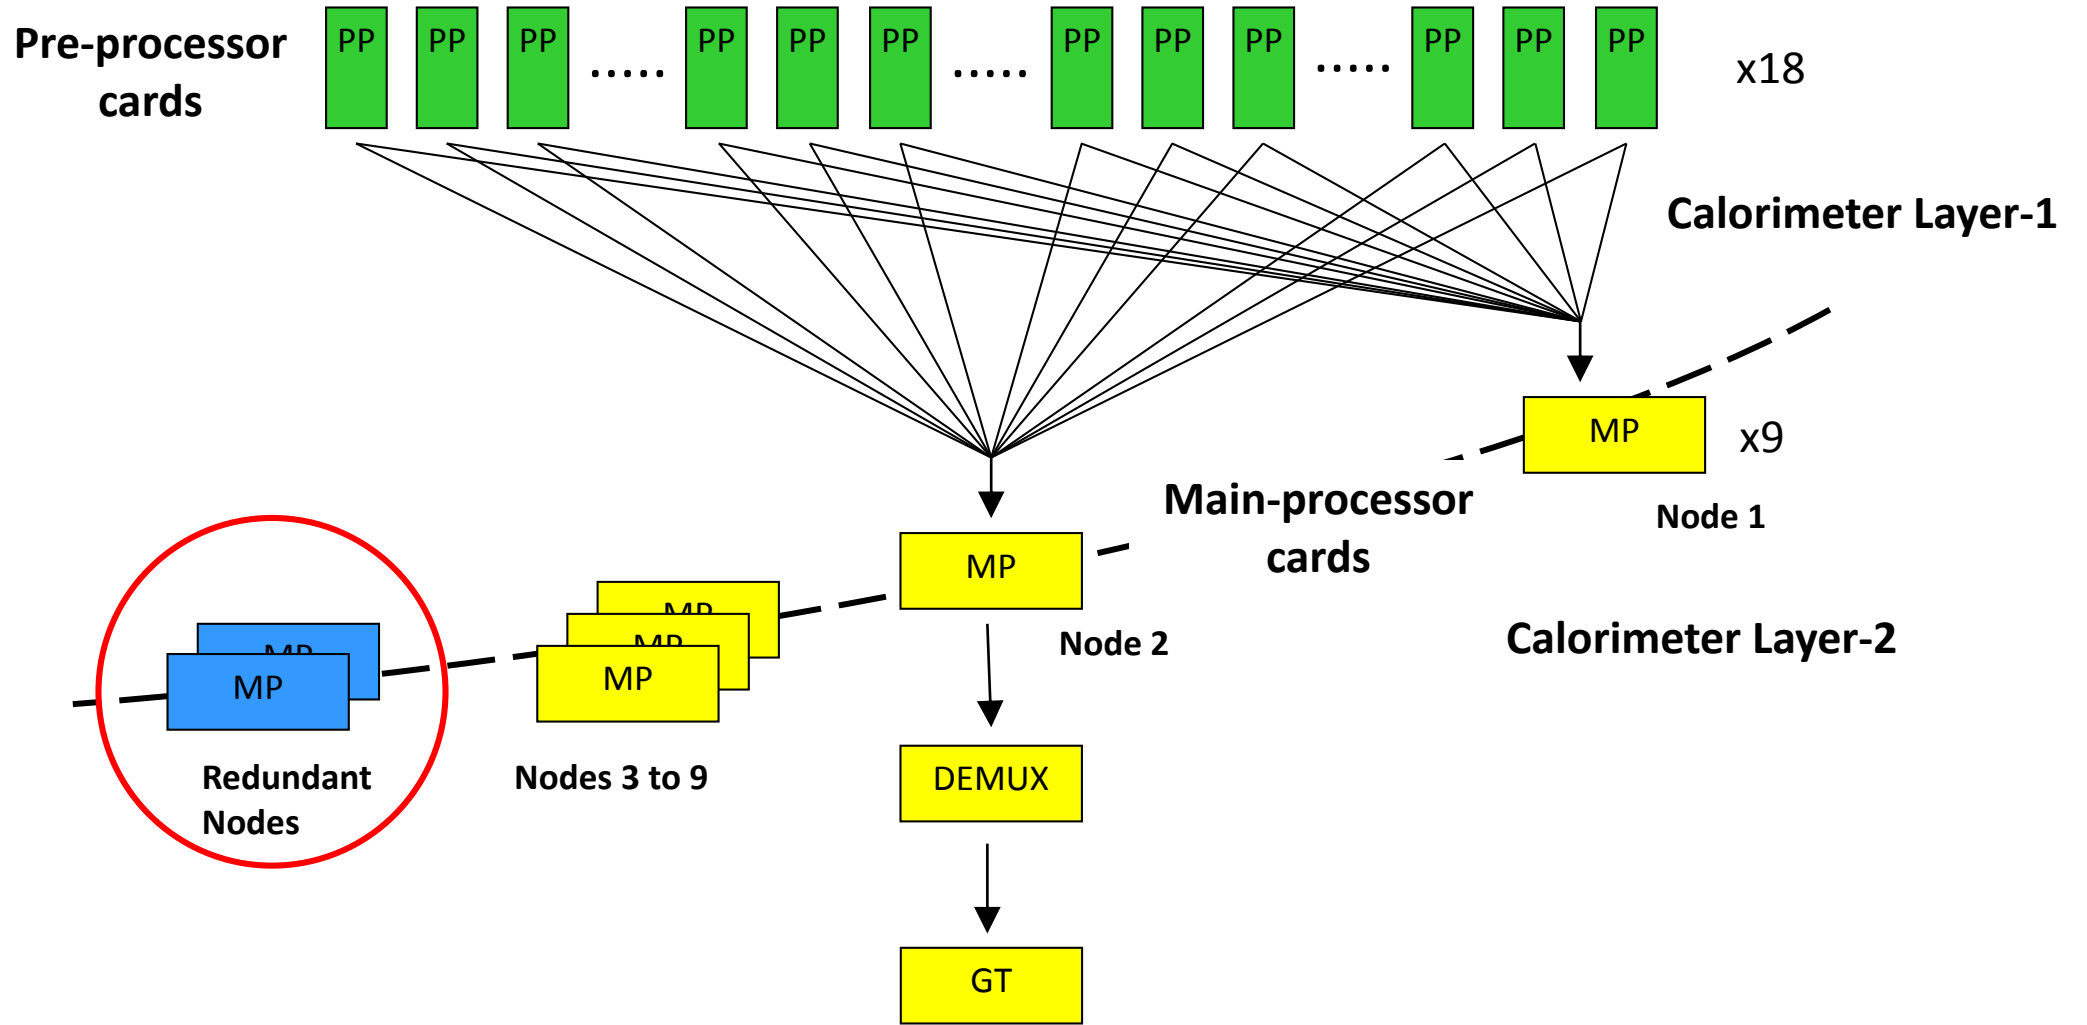 Pre-processor
cards
PP PP PP ..... PP PP PP ..... PP PP PP ..... PP PP PP
x18
Calorimeter Layer-1
MP
x9
Node 1
Main-processor
cards
MP
Node 2
Calorimeter Layer-2
MP
MP
MP
Nodes 3 to 9
MP
MP
Redundant
Nodes
DEMUX
GT